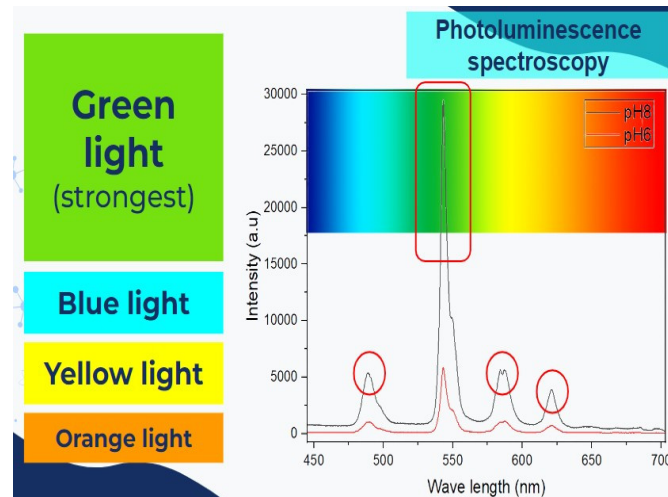 Photoluminescence
spectroscopy
Green
light
(strongest)
Blue light
Yellow light
Orange light
30000
25000
20000
15000
10000
5000
0
Intensity (a.u)
pH8
pH6
450 500 550 600 650 700
Wave length (nm)